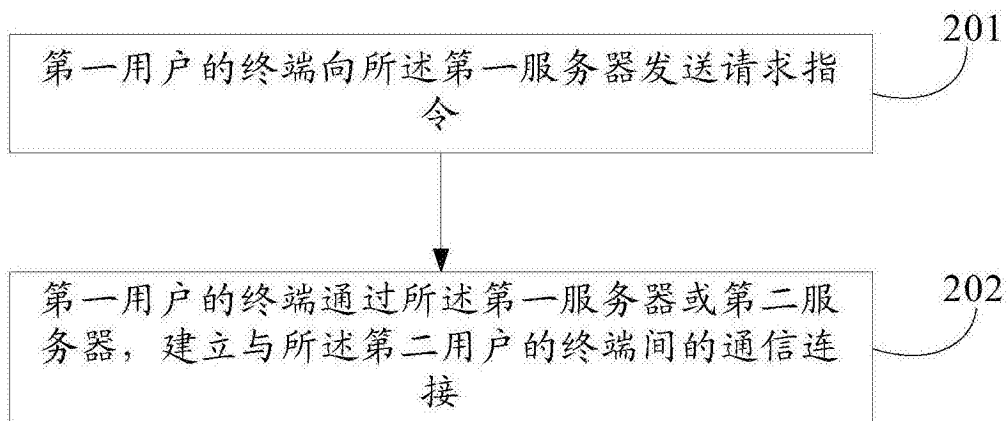 201
第一用户的终端向所述第一服务器发送请求指
令
202
第一用户的终端通过所述第一服务器或第二服
务器，建立与所述第二用户的终端间的通信连
接